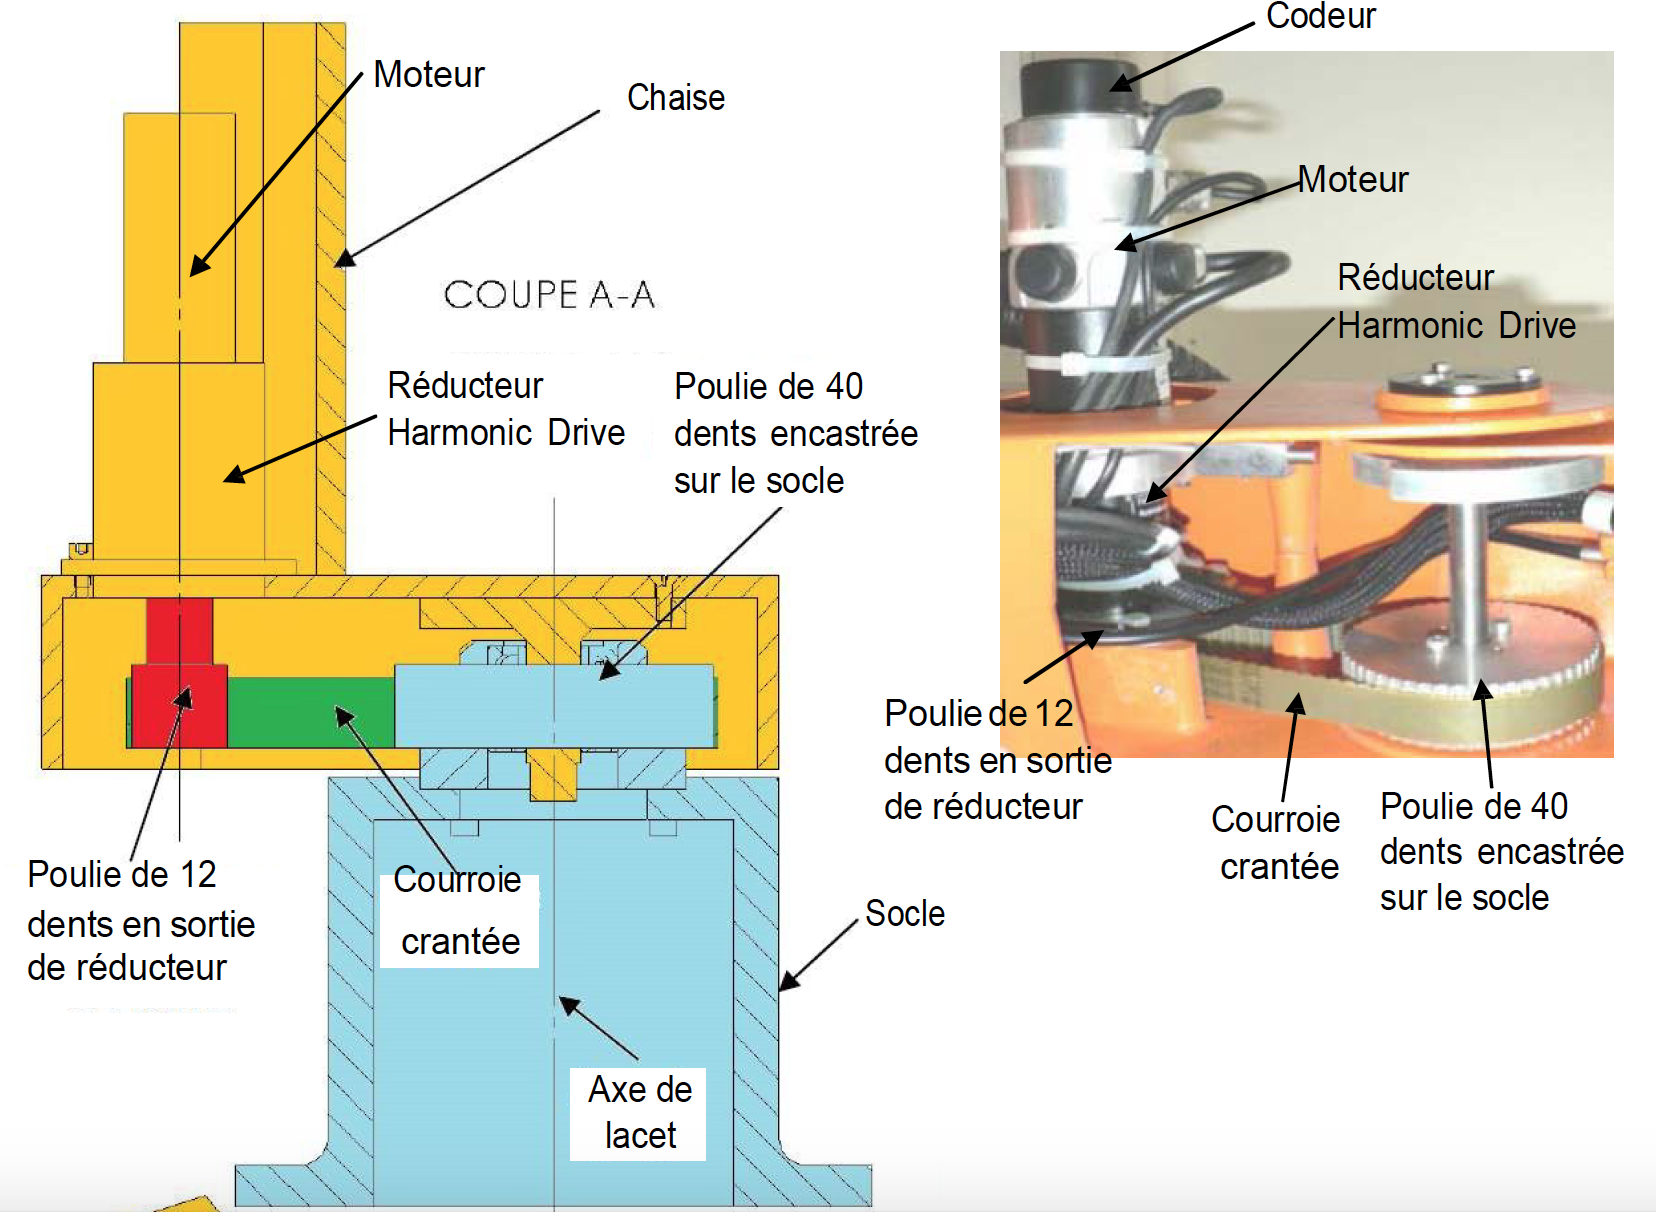 Moteur
Chaise
COUPE A-A
Réducteur
Harmonic Drive
Poulie de 40
dents encastrée
sur le socle
Poulie de 12
dents en sortie
de réducteur
Courroie
crantée
Socle
Axe de
lacet
Codeur
Moteur
Réducteur
Harmonic Drive
Poulie de 12
dents en sortie
de réducteur
Courroie
crantée
Poulie de 40
dents encastrée
sur le socle